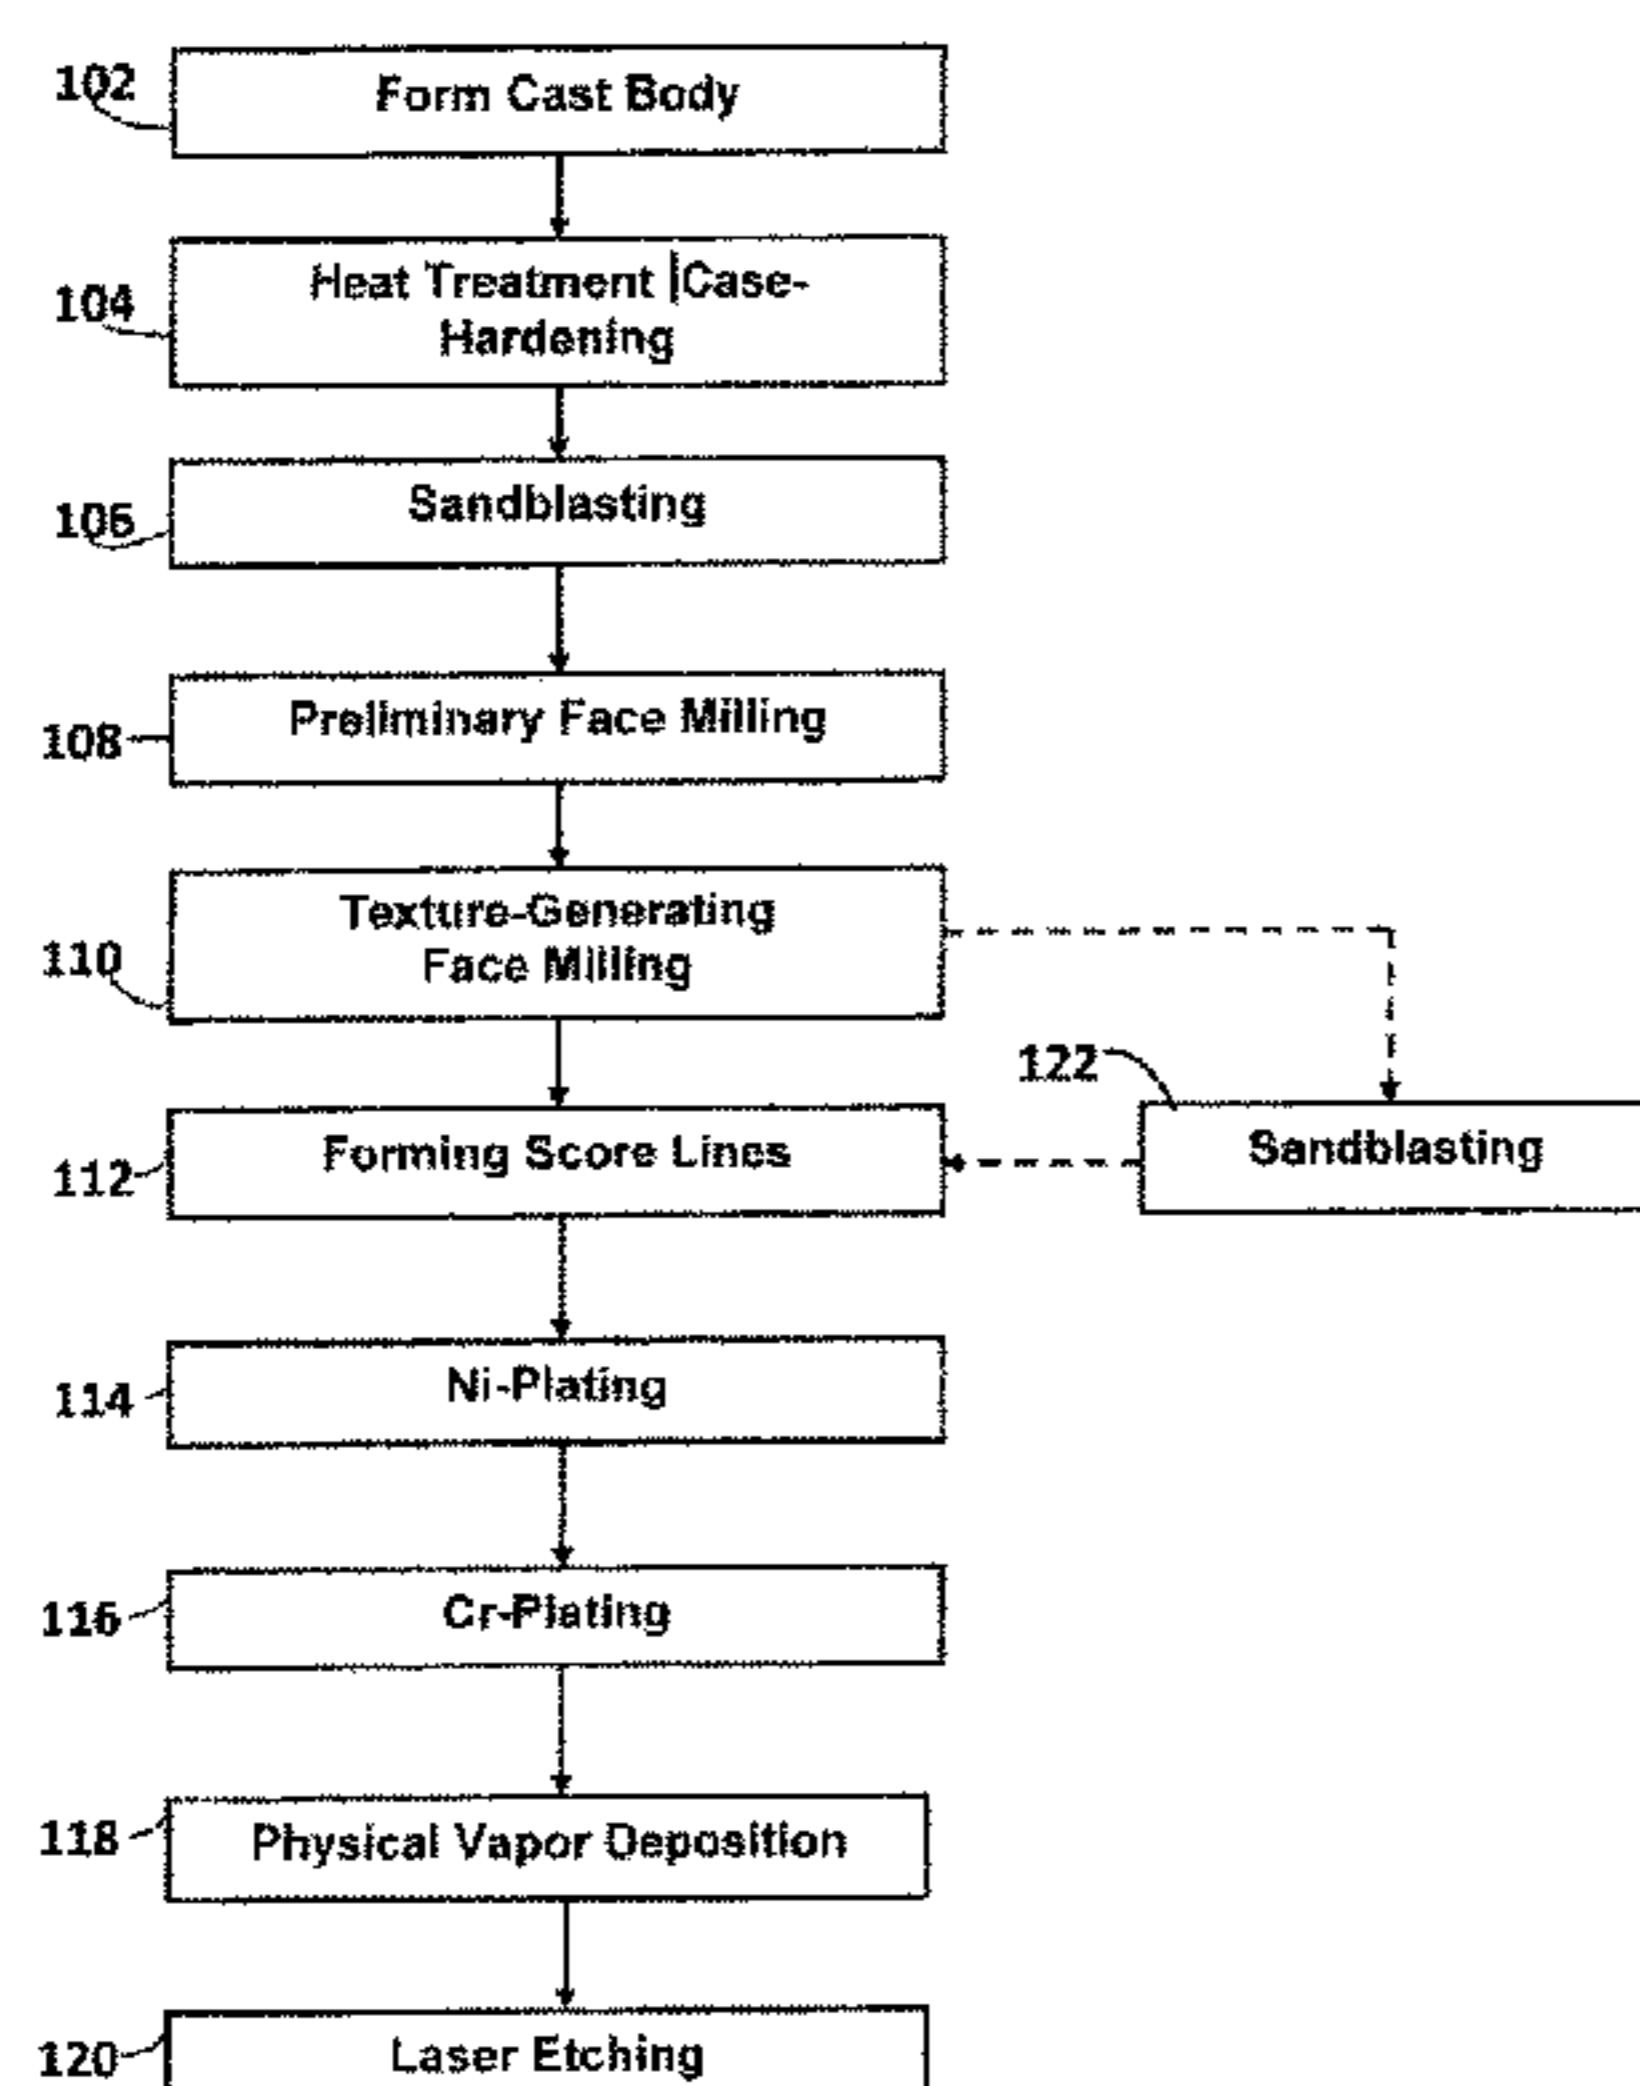 102
Form Cast Body
104
Heat Treatment |Case-
Hardening
106
Sandblasting
108
Preliminary Face Milling
110
Texture-Generating
Face Milling
122
Sandblasting
112
Forming Score Lines
114
Ni-Plating
116
Cr-Plating
118
Physical Vapor Deposition
120
Laser Etching